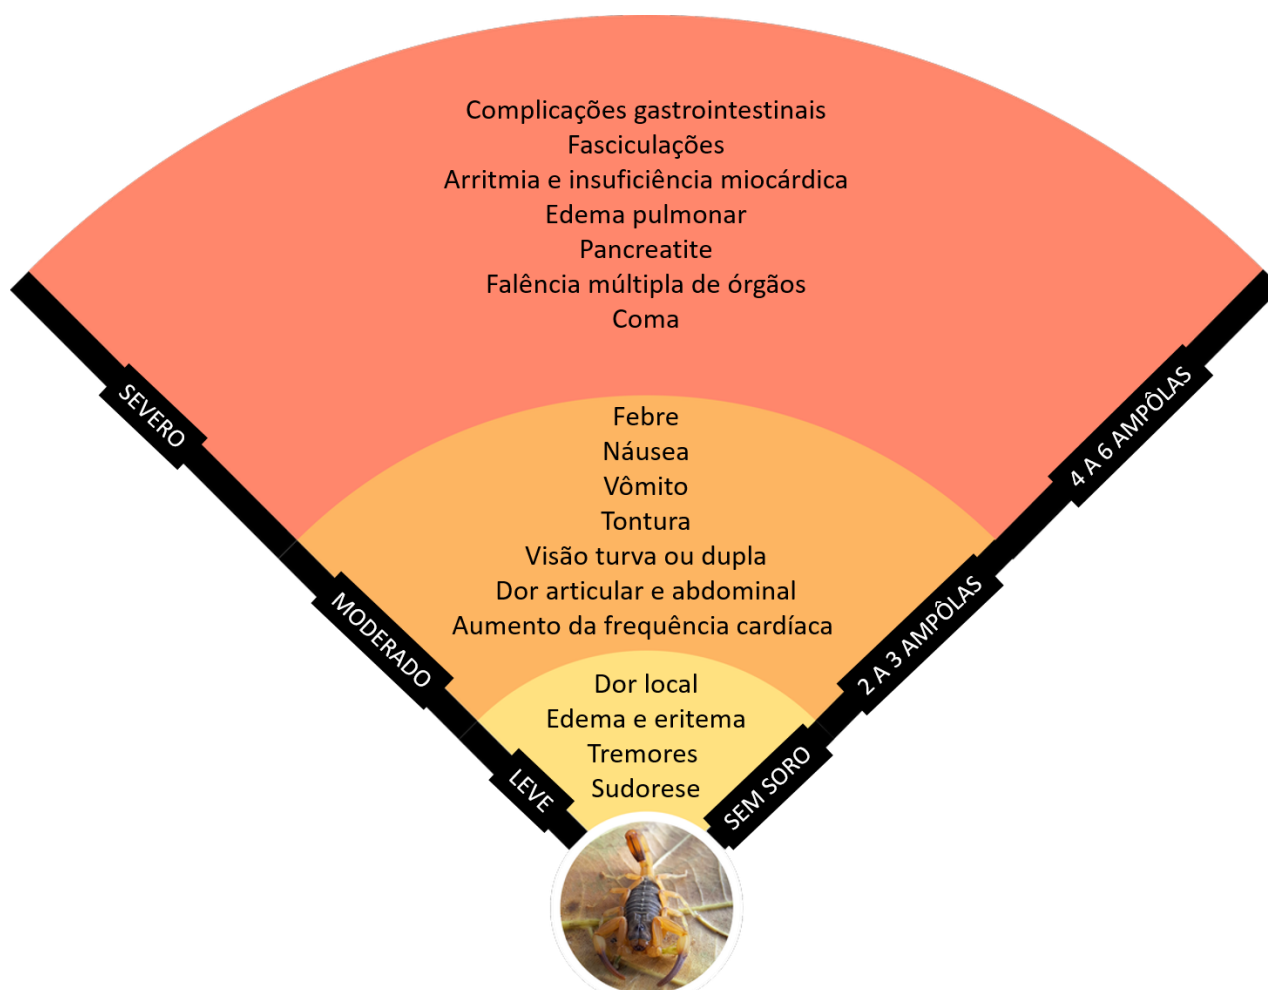 Complicações gastrointestinais
Fasciculações
Arritmia e insuficiência miocárdica
Edema pulmonar
Pancreatite
Falência múltipla de órgãos
Coma
SEVERO
4 A 6 AMPÔLAS
Febre
Náusea
Vômito
Tontura
Visão turva ou dupla
Dor articular e abdominal
Aumento da frequência cardíaca
MODERADO
2 A 3 AMPÔLAS
Dor local
Edema e eritema
Tremores
Sudorese
LEVE
SEM SORO